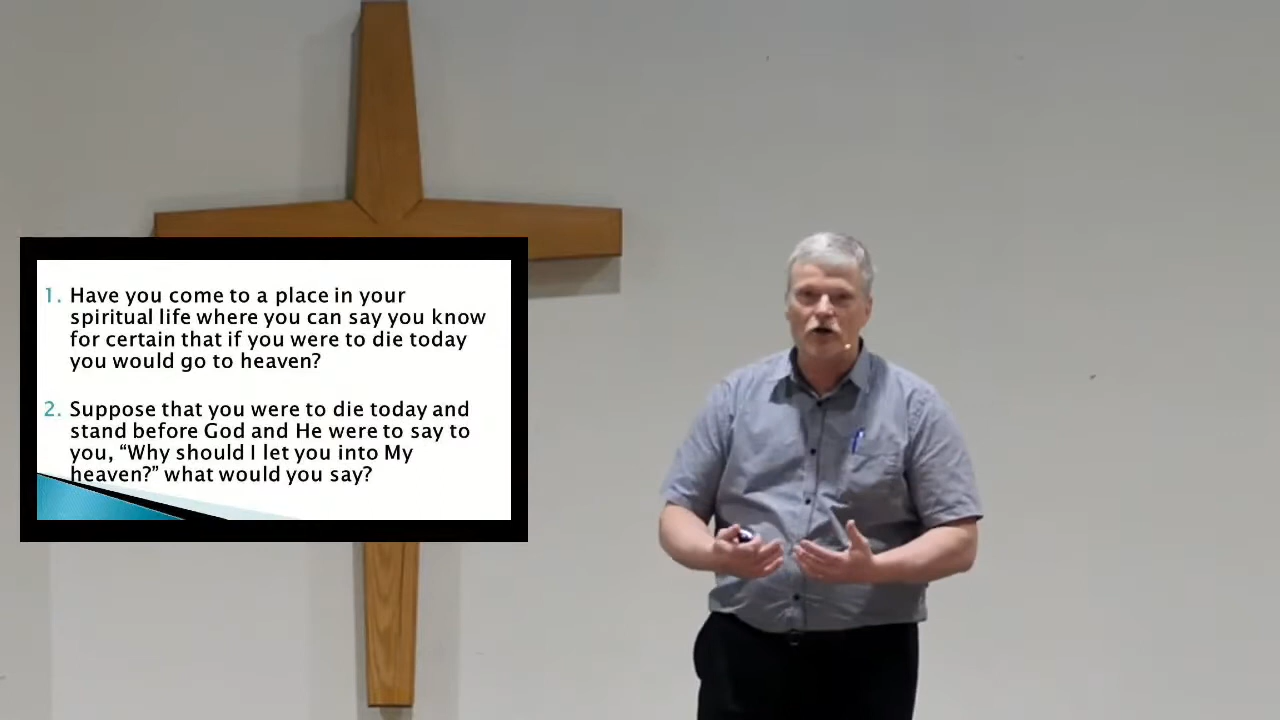 1. Have you come to a place in your
spiritual life where you can say you know
for certain that if you were to die today
you would go to heaven?
2. Suppose that you were to die today and
stand before God and He were to say to
you, “Why should I let you into My
heaven?” what would you say?